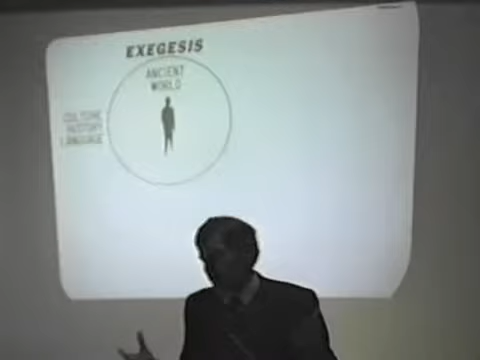 EXEGESIS
ANCIENT
WORLD
CULTURE
HISTORY
LANGUAGE